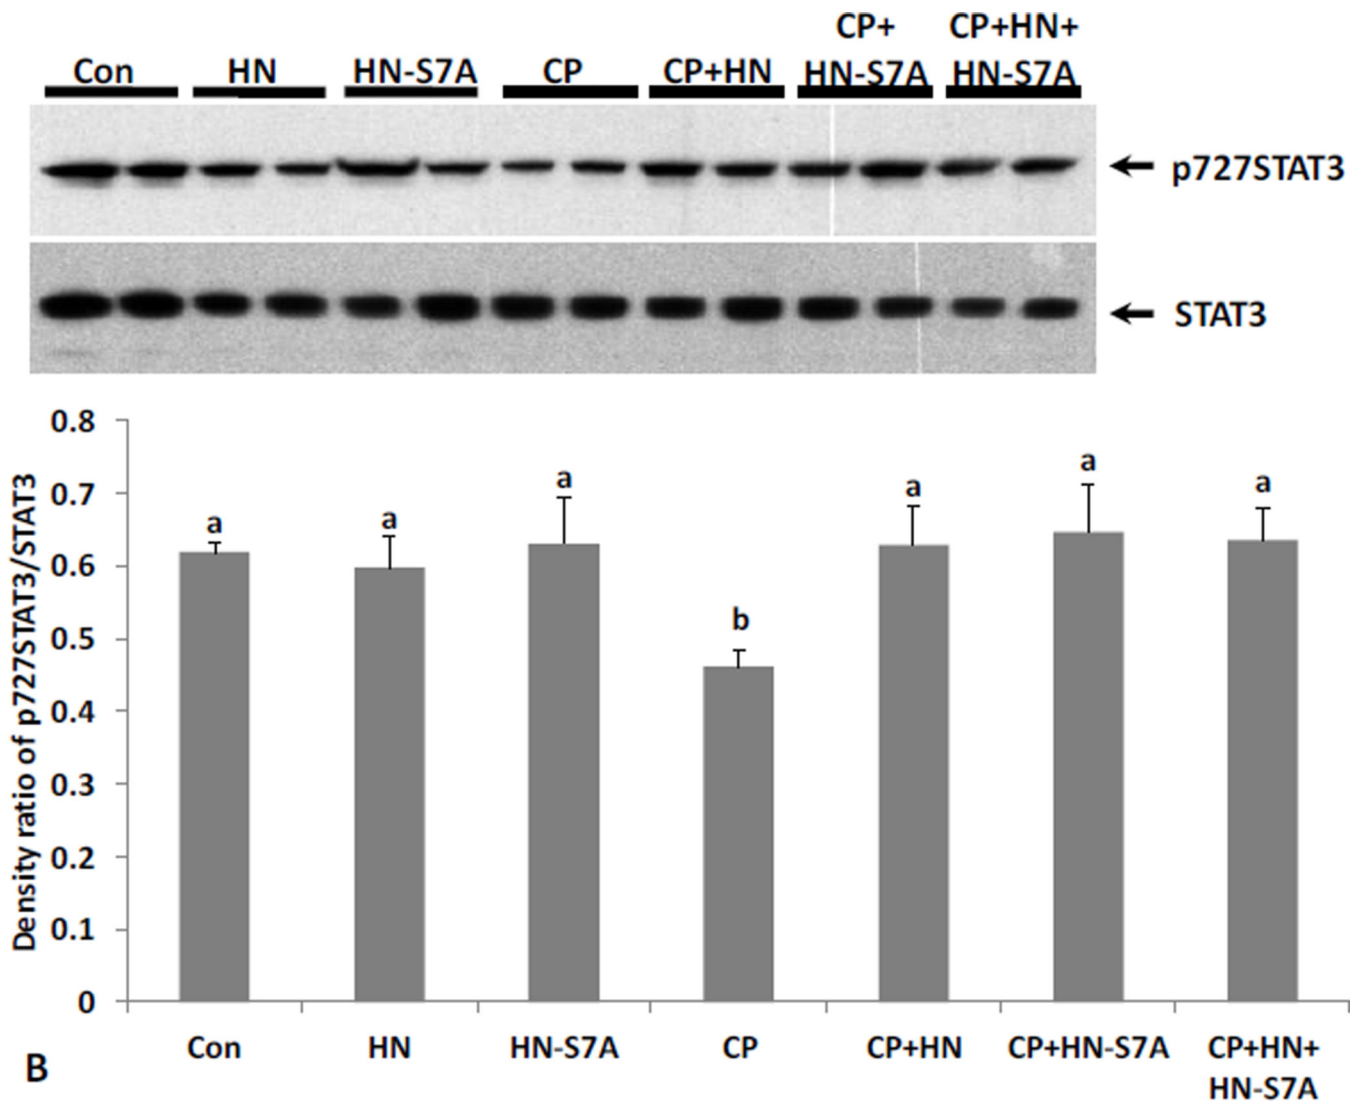 CP+ CP+HN+
Con HN HN-S7A CP CP+HN HN-S7A HN-S7A
p727STAT3
STAT3
Density ratio of p727STAT3/STAT3
0.8
0.7
0.6
0.5
0.4
0.3
0.2
0.1
0
a a a b a a a
Con HN HN-S7A CP CP+HN CP+HN-S7A CP+HN+
HN-S7A
B